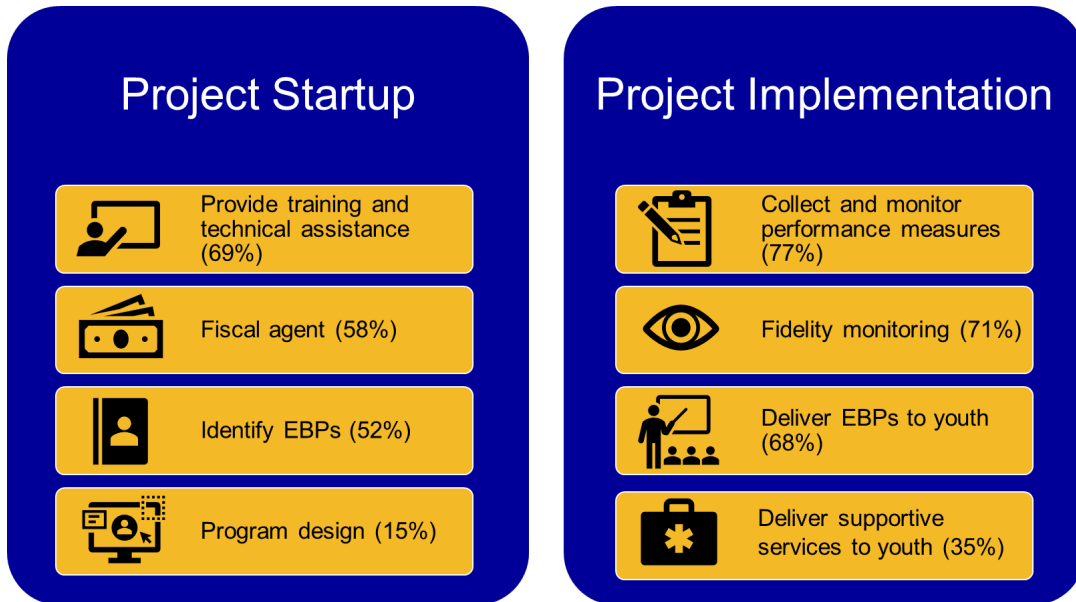 Project Startup
Provide training and
technical assistance
(69%)
Fiscal agent (58%)
Identify EBPs (52%)
Program design (15%)
Project Implementation
Collect and monitor
performance measures
(77%)
Fidelity monitoring (71%)
Deliver EBPs to youth
(68%)
Deliver supportive
services to youth (35%)